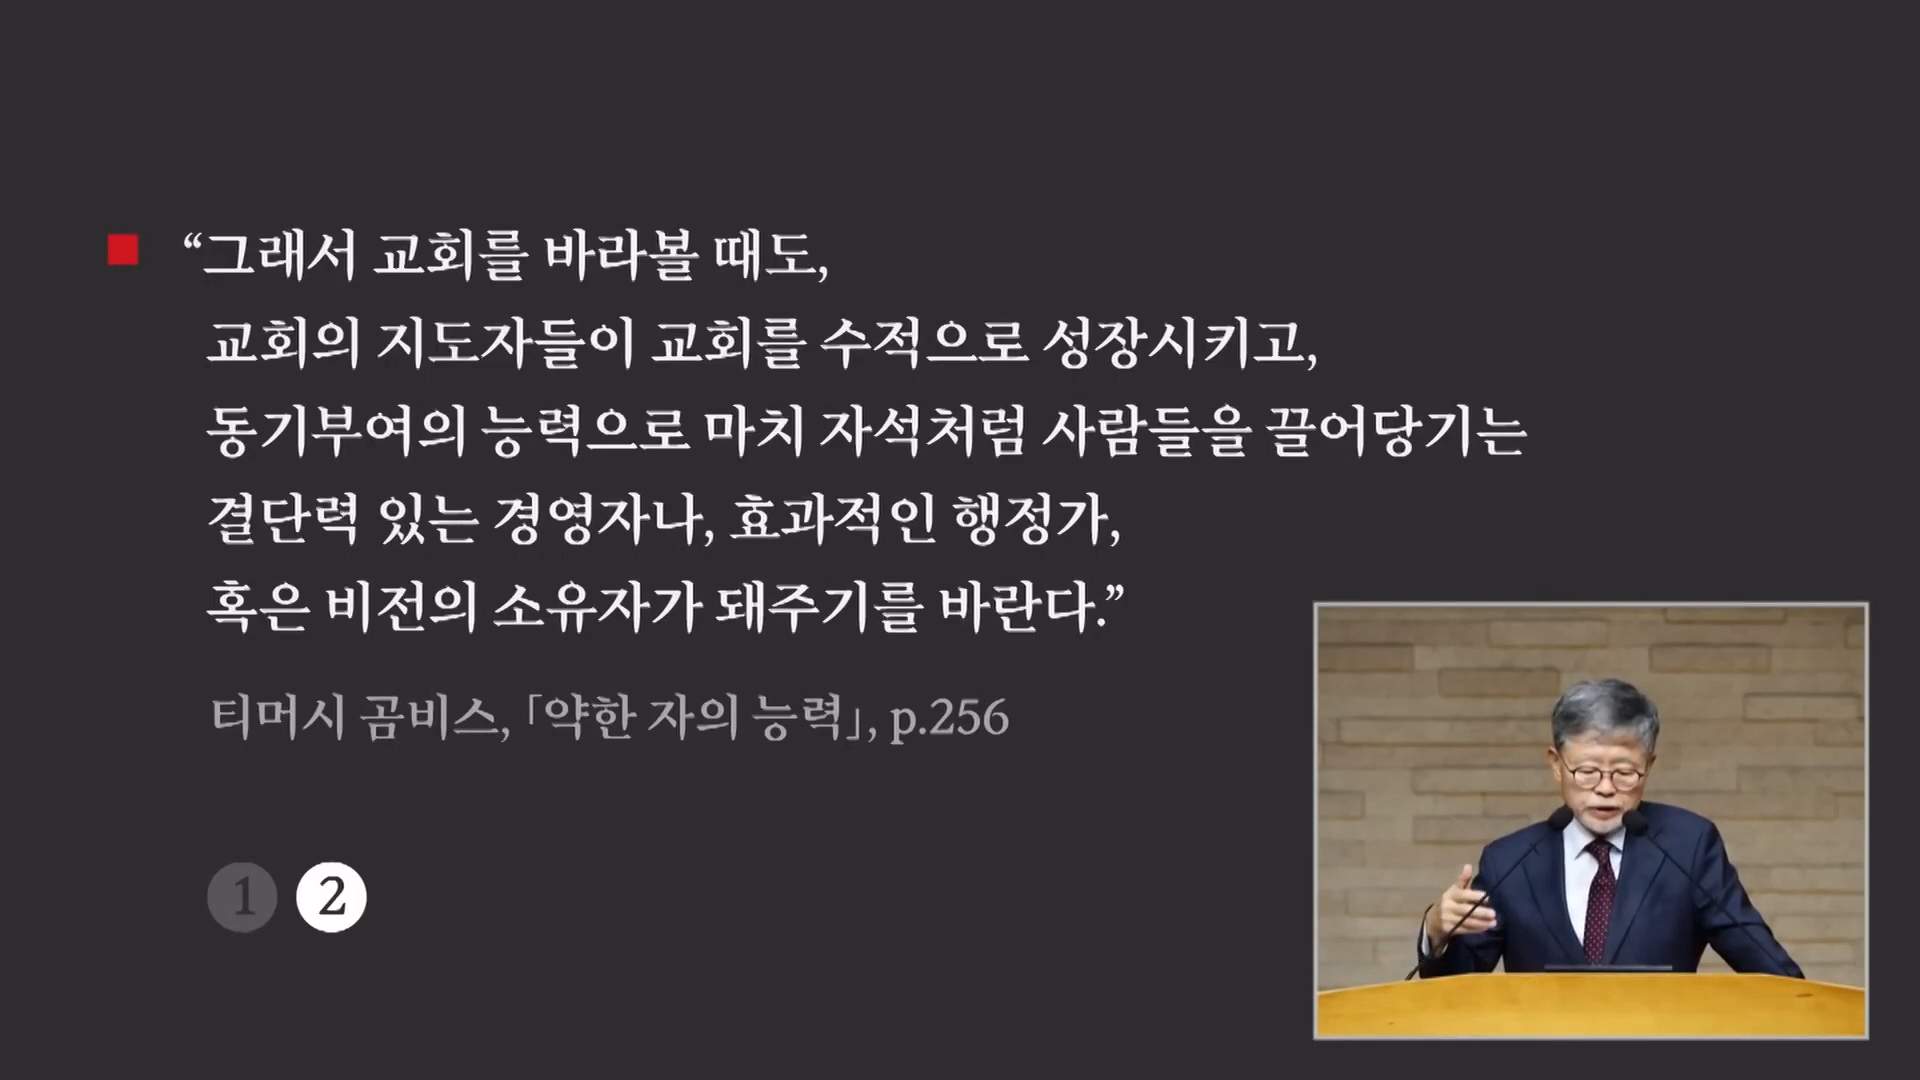 “그래서 교회를 바라볼 때도,
교회의 지도자들이 교회를 수적으로 성장시키고,
동기부여의 능력으로 마치 자석처럼 사람들을 끌어당기는
결단력 있는 경영자나, 효과적인 행정가,
혹은 비전의 소유자가 돼주기를 바란다.”
티머시 곰비스, 「약한 자의 능력」, p.256
1 2